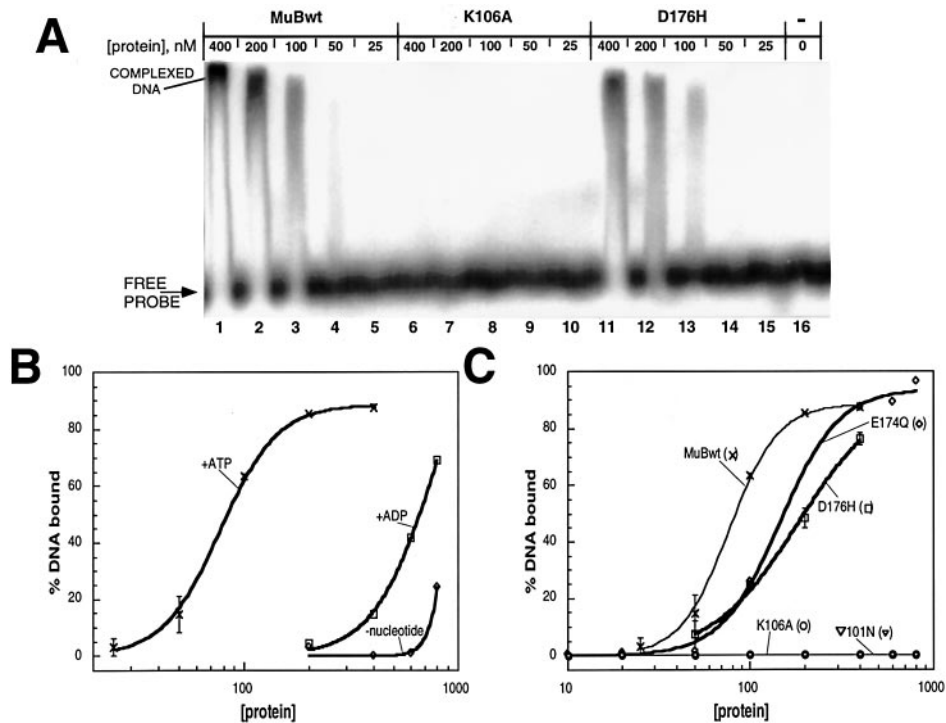 A
MuBwt K106A D176H -
[protein], nM 400 200 100 50 25 400 200 100 50 25 400 200 100 50 25 0
COMPLEXED
DNA
FREE
PROBE
1 2 3 4 5 6 7 8 9 10 11 12 13 14 15 16
B
% DNA bound
100
80
60
40
20
0
+ATP
+ADP
-nucleotide
100 1000
[protein]
C
% DNA bound
100
80
60
40
20
0
MuBwt (×)
E174Q (◇)
D176H (□)
K106A (○)
▽101N (▽)
10 100 1000
[protein]